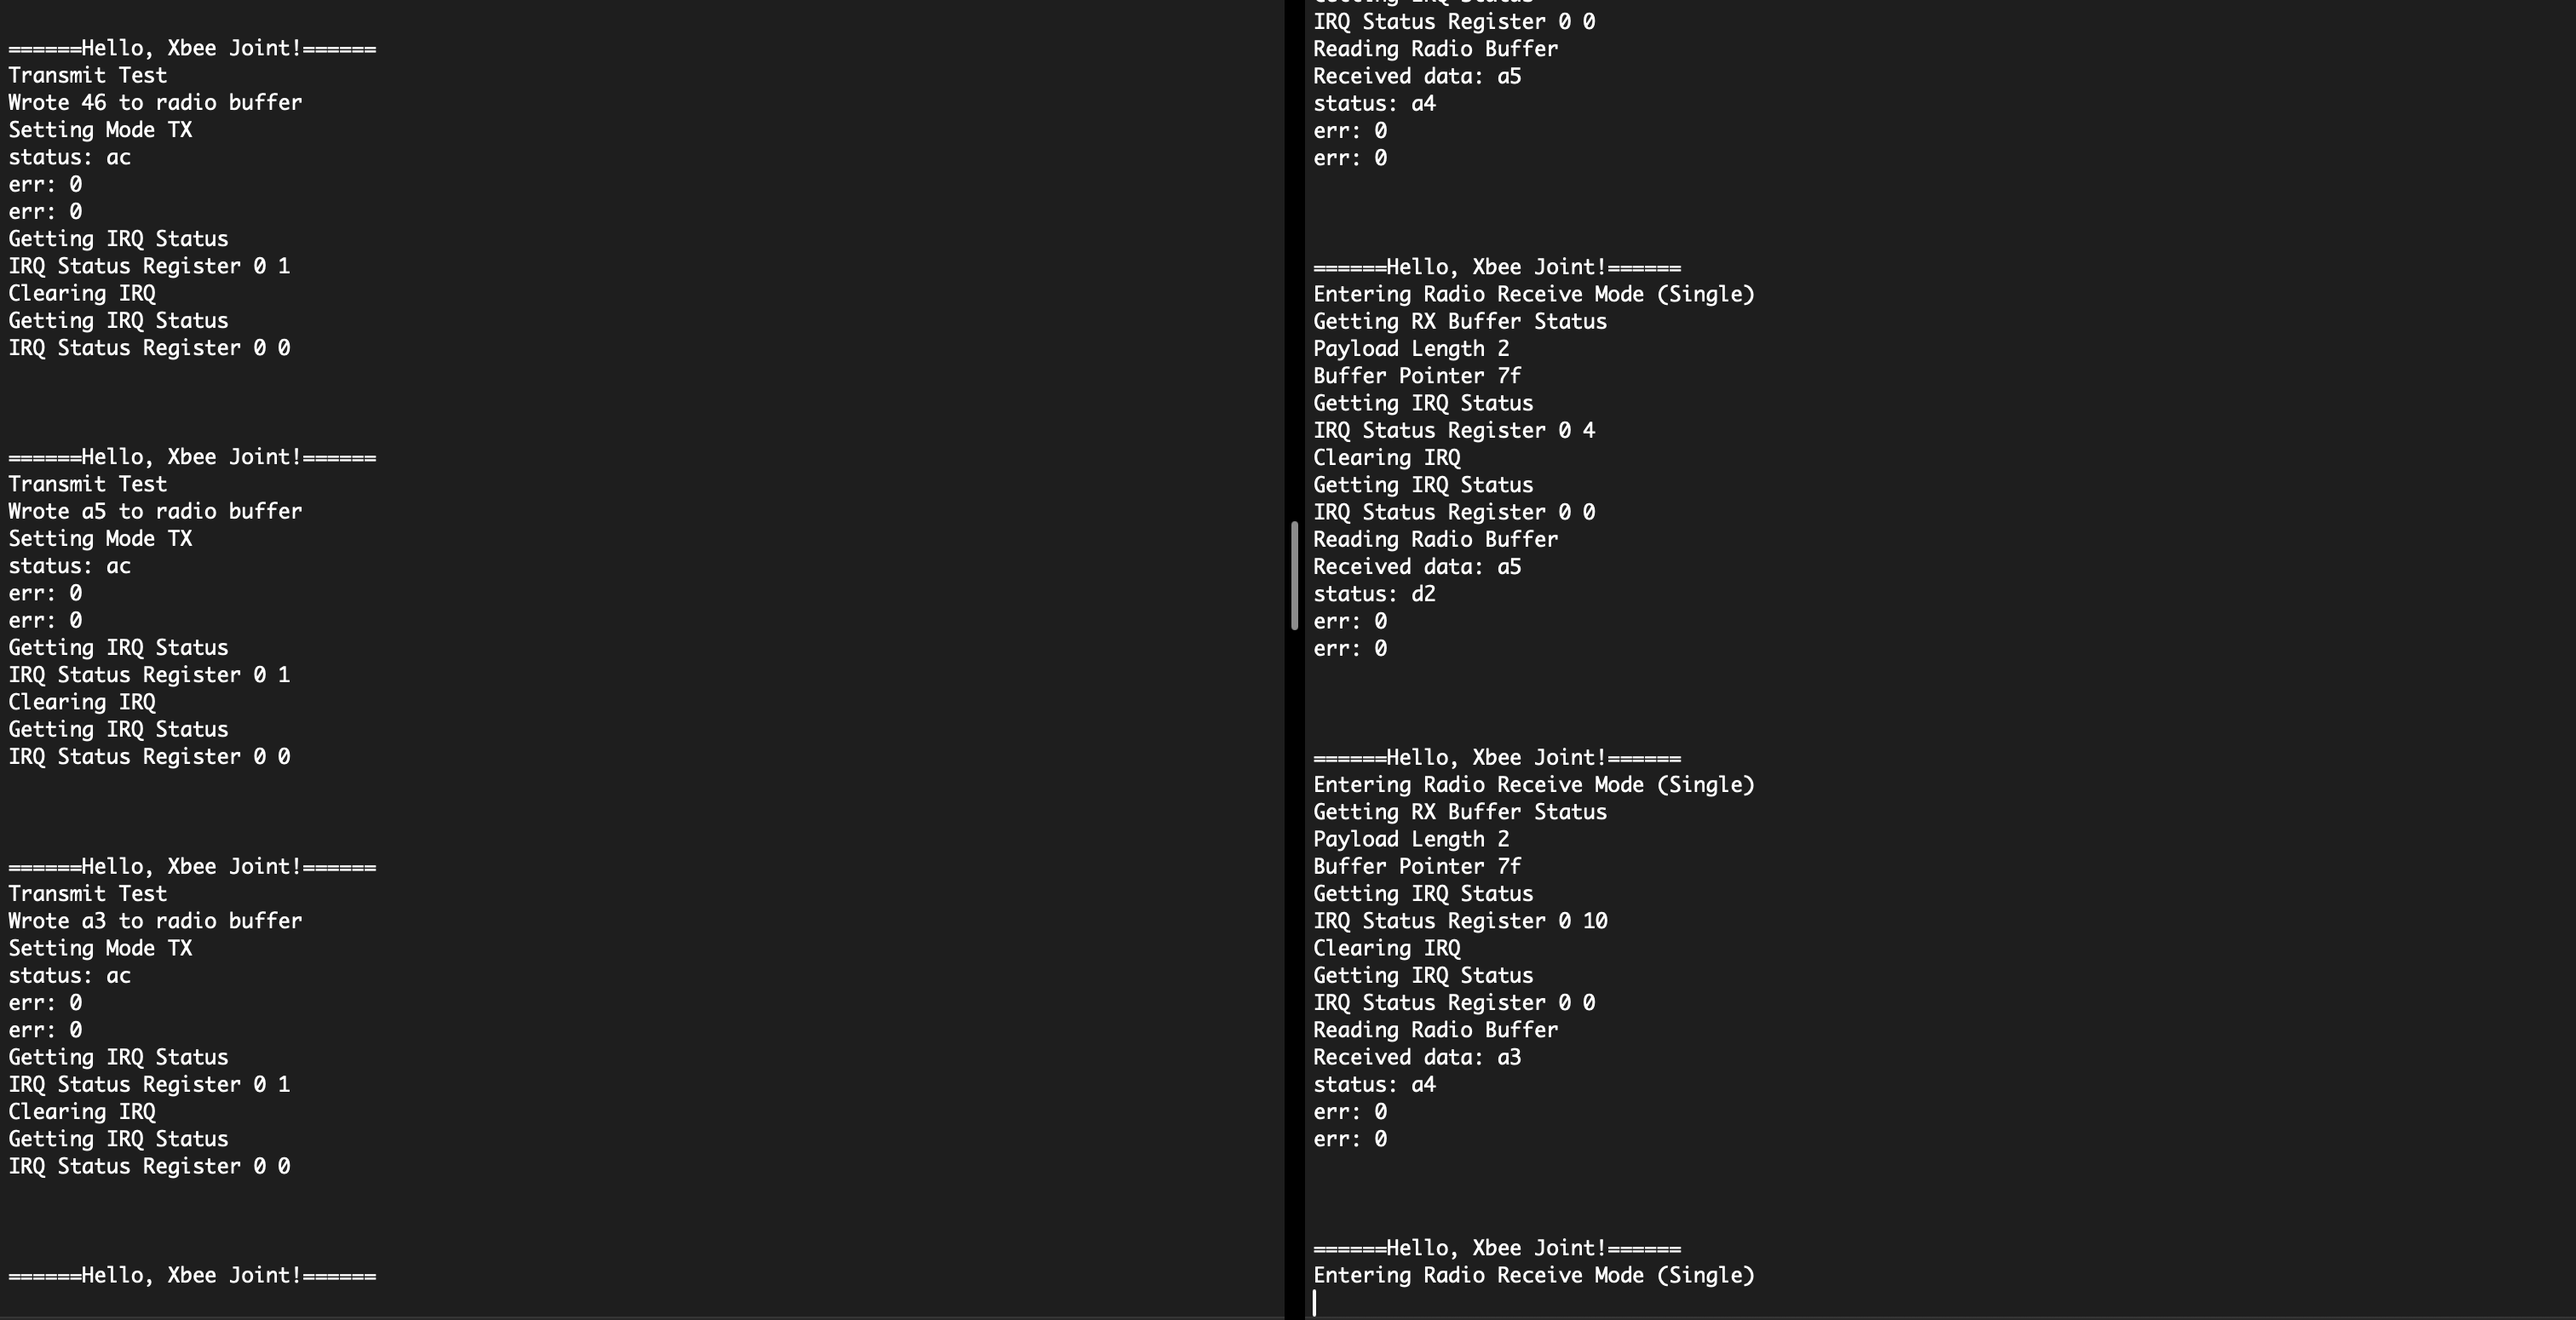 ======Hello, Xbee Joint!======
Transmit Test
Wrote 46 to radio buffer
Setting Mode TX
status: ac
err: 0
err: 0
Getting IRQ Status
IRQ Status Register 0 1
Clearing IRQ
Getting IRQ Status
IRQ Status Register 0 0
======Hello, Xbee Joint!======
Transmit Test
Wrote a5 to radio buffer
Setting Mode TX
status: ac
err: 0
err: 0
Getting IRQ Status
IRQ Status Register 0 1
Clearing IRQ
Getting IRQ Status
IRQ Status Register 0 0
======Hello, Xbee Joint!======
Transmit Test
Wrote a3 to radio buffer
Setting Mode TX
status: ac
err: 0
err: 0
Getting IRQ Status
IRQ Status Register 0 1
Clearing IRQ
Getting IRQ Status
IRQ Status Register 0 0
======Hello, Xbee Joint!======
Getting IRQ Status
IRQ Status Register 0 0
Reading Radio Buffer
Received data: a5
status: a4
err: 0
err: 0
======Hello, Xbee Joint!======
Entering Radio Receive Mode (Single)
Getting RX Buffer Status
Payload Length 2
Buffer Pointer 7f
Getting IRQ Status
IRQ Status Register 0 4
Clearing IRQ
Getting IRQ Status
IRQ Status Register 0 0
Reading Radio Buffer
Received data: a5
status: d2
err: 0
err: 0
======Hello, Xbee Joint!======
Entering Radio Receive Mode (Single)
Getting RX Buffer Status
Payload Length 2
Buffer Pointer 7f
Getting IRQ Status
IRQ Status Register 0 10
Clearing IRQ
Getting IRQ Status
IRQ Status Register 0 0
Reading Radio Buffer
Received data: a3
status: a4
err: 0
err: 0
======Hello, Xbee Joint!======
Entering Radio Receive Mode (Single)